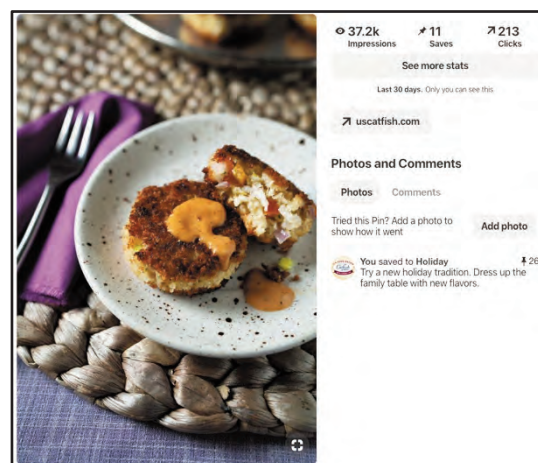 37.2k
Impressions
11
Saves
213
Clicks
See more stats
Last 30 days. Only you can see this.
uscatfish.com
Photos and Comments
Photos
Comments
Tried this Pin? Add a photo to
show how it went
Add photo
You saved to Holiday
26
Try a new holiday tradition. Dress up the
family table with new flavors.